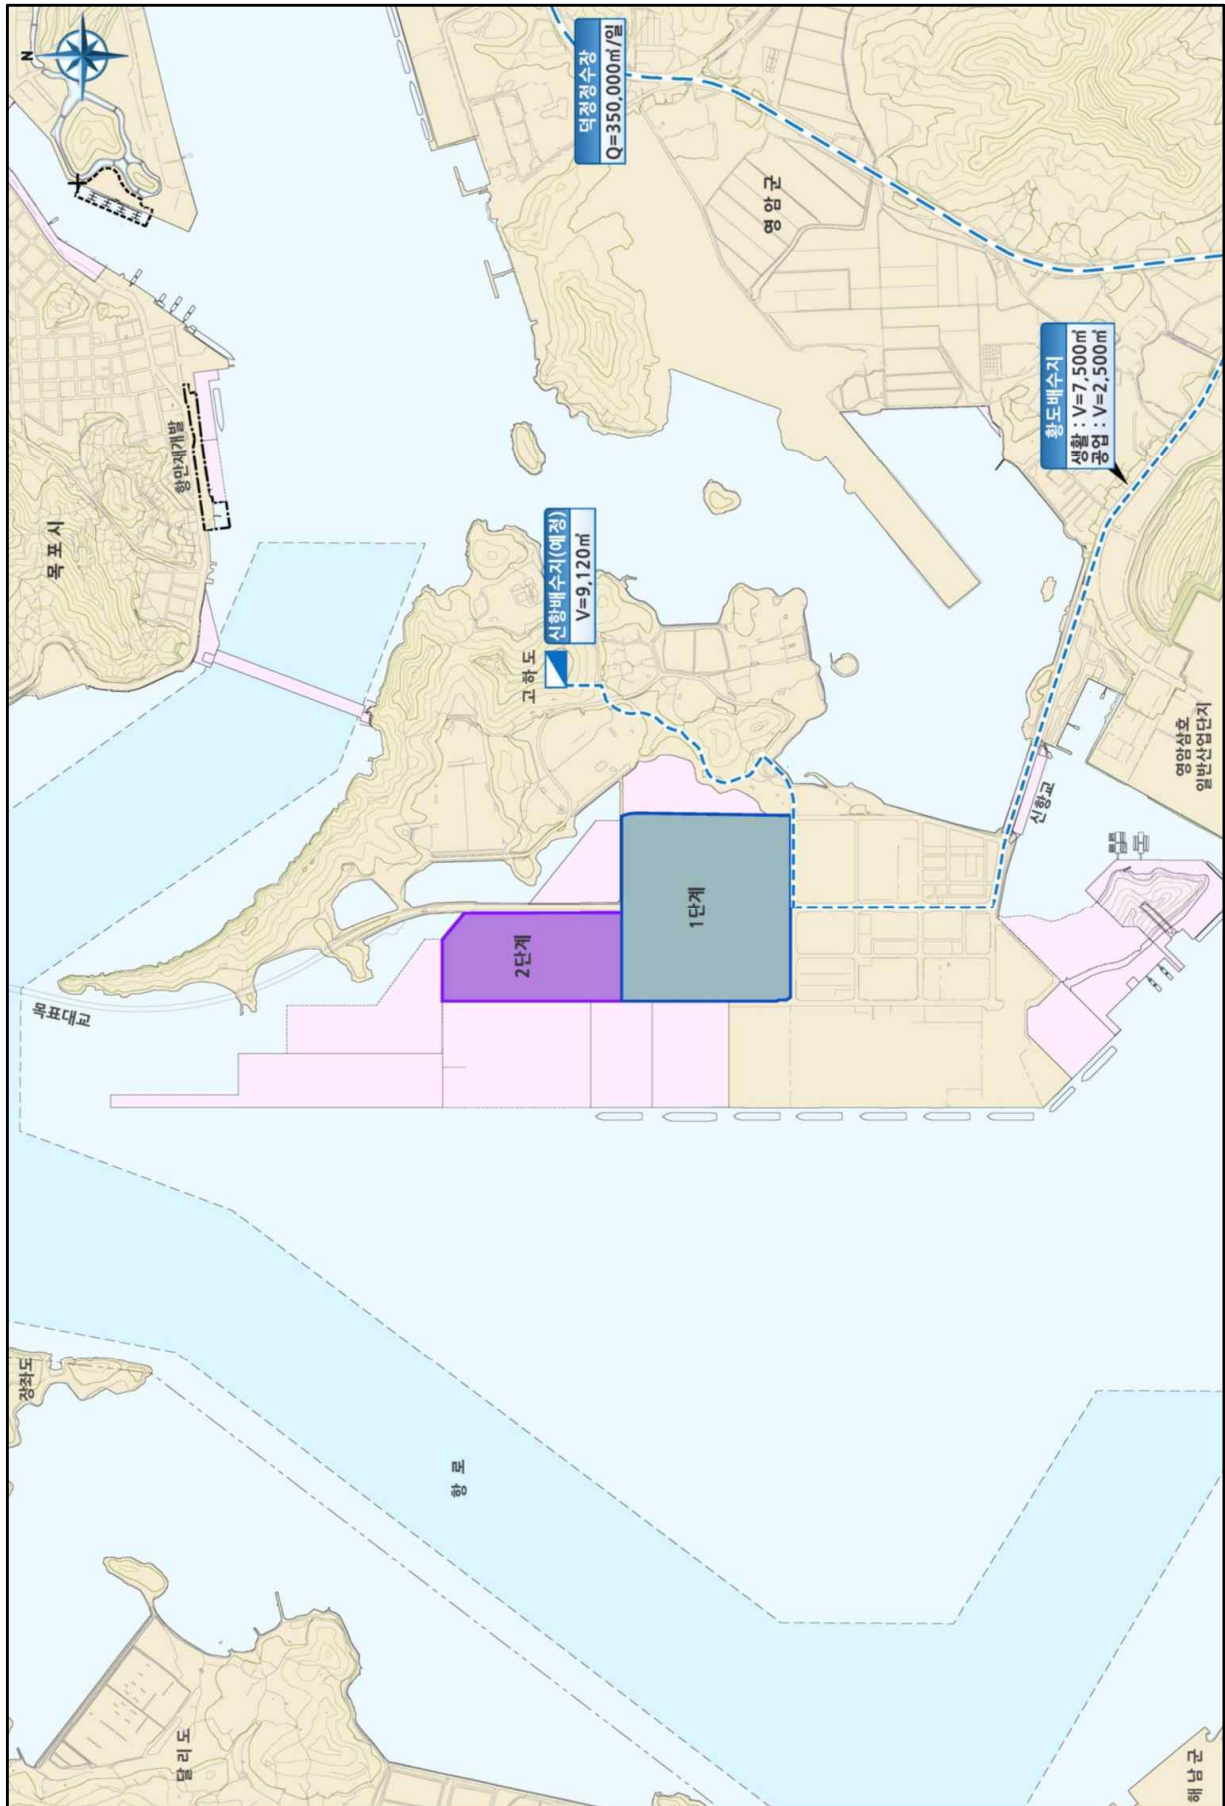 N
장좌도
목포시
목표대교
항만재개발
달리도
항로
2단계
고하도
신항배수지(예정)
V=9,120㎥
덕정정수장
Q=350,000㎥/일
1단계
영암군
신항교
황도배수지
생활 : V=7,500㎥
공업 : V=2,500㎥
영암삼호
일반산업단지
해남군